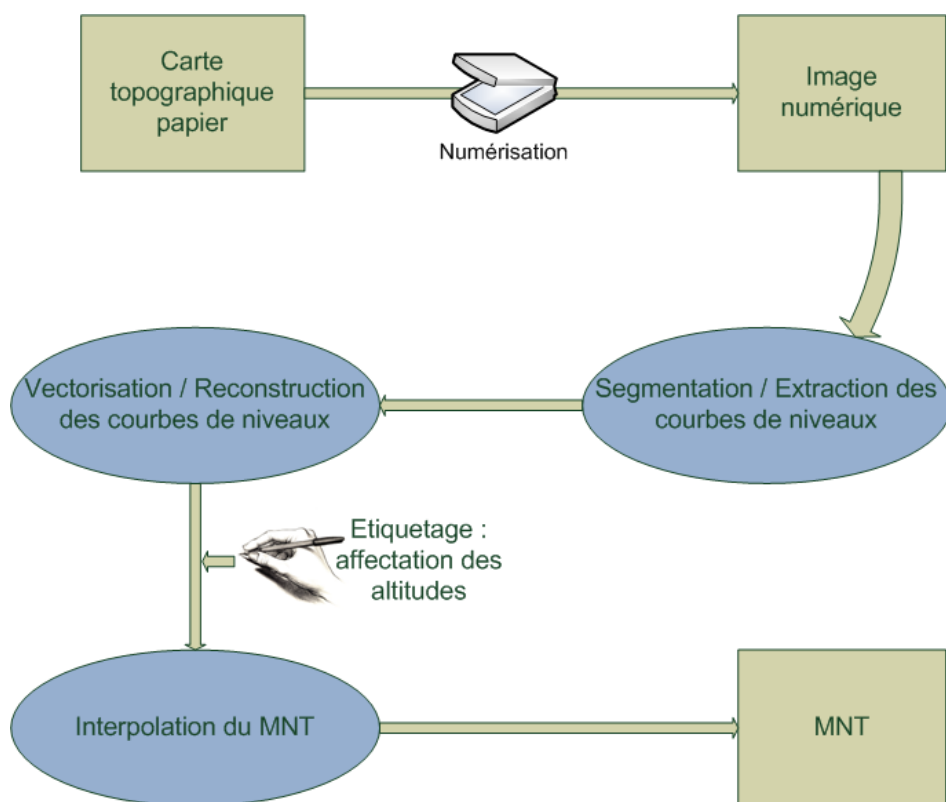 Carte
topographique
papier
Numérisation
Image
numérique
Segmentation / Extraction des
courbes de niveaux
Vectorisation / Reconstruction
des courbes de niveaux
Etiquetage :
affectation des
altitudes
Interpolation du MNT
MNT